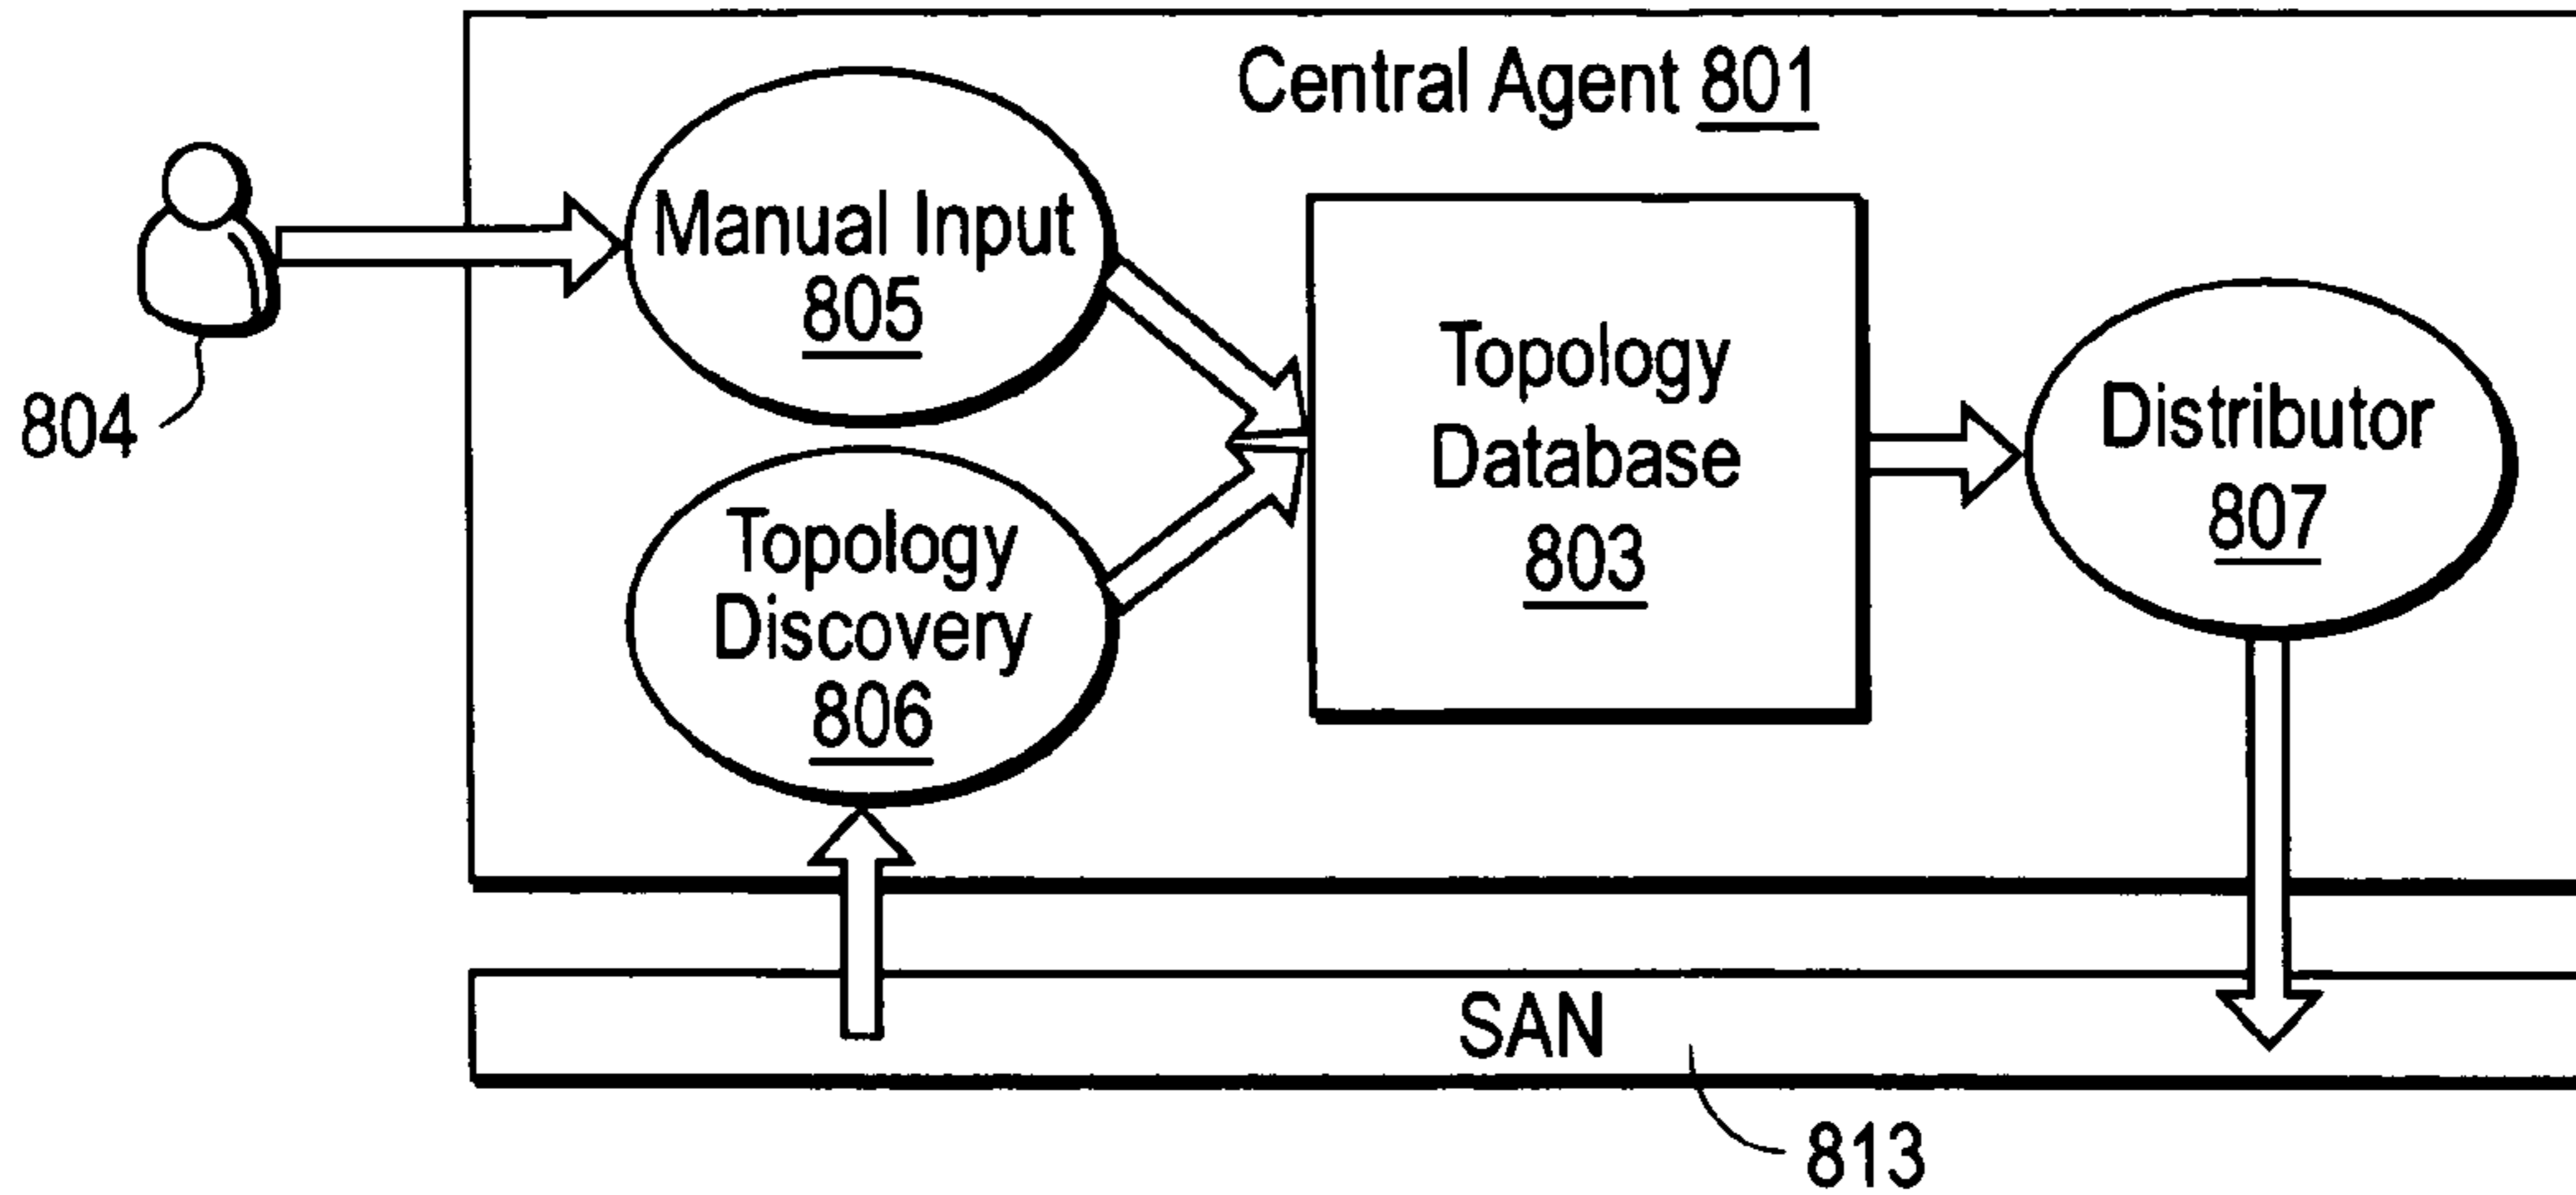 Central Agent 801
Manual Input
805
804
Topology
Discovery
806
Topology
Database
803
Distributor
807
SAN
813